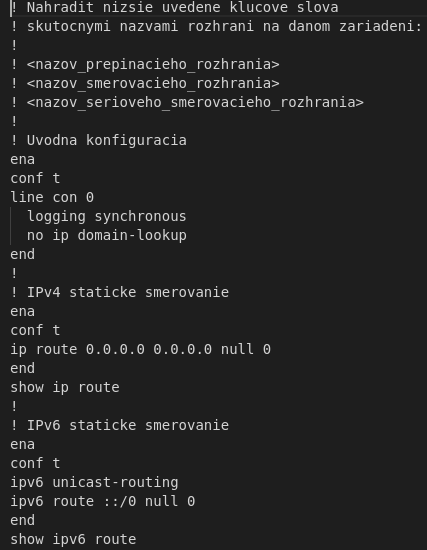 ! Nahradit nizsie uvedene klucove slova
! skutocnymi nazvami rozhrani na danom zariadeni:
!
! <nazov_prepinacieho_rozhrania>
! <nazov_smerovacieho_rozhrania>
! <nazov_serioveho_smerovacieho_rozhrania>
!
! Uvodna konfiguracia
ena
conf t
line con 0
  logging synchronous
  no ip domain-lookup
end
!
! IPv4 staticke smerovanie
ena
conf t
ip route 0.0.0.0 0.0.0.0 null 0
end
show ip route
!
! IPv6 staticke smerovanie
ena
conf t
ipv6 unicast-routing
ipv6 route ::/0 null 0
end
show ipv6 route